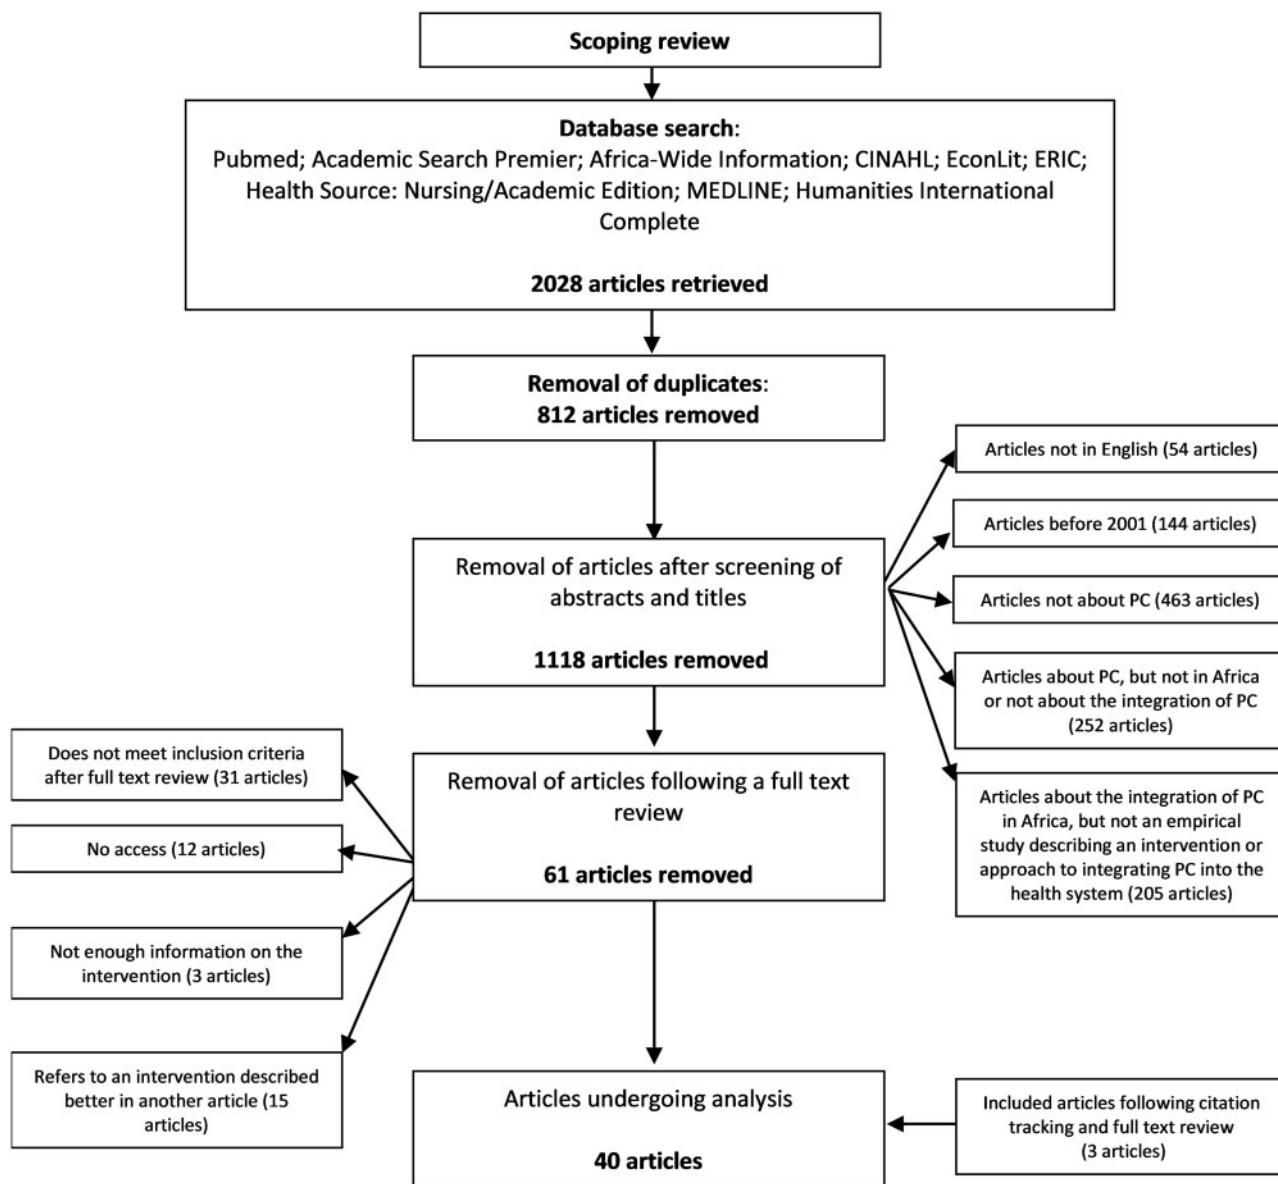 Scoping review
Database search:
Pubmed; Academic Search Premier; Africa-Wide Information; CINAHL; EconLit; ERIC;
Health Source: Nursing/Academic Edition; MEDLINE; Humanities International
Complete
2028 articles retrieved
Removal of duplicates:
812 articles removed
Removal of articles after screening of
abstracts and titles
1118 articles removed
Articles not in English (54 articles)
Articles before 2001 (144 articles)
Articles not about PC (463 articles)
Articles about PC, but not in Africa
or not about the integration of PC
(252 articles)
Articles about the integration of PC
in Africa, but not an empirical
study describing an intervention or
approach to integrating PC into the
health system (205 articles)
Removal of articles following a full text
review
61 articles removed
Does not meet inclusion criteria
after full text review (31 articles)
No access (12 articles)
Not enough information on the
intervention (3 articles)
Refers to an intervention described
better in another article (15
articles)
Articles undergoing analysis
40 articles
Included articles following citation
tracking and full text review
(3 articles)